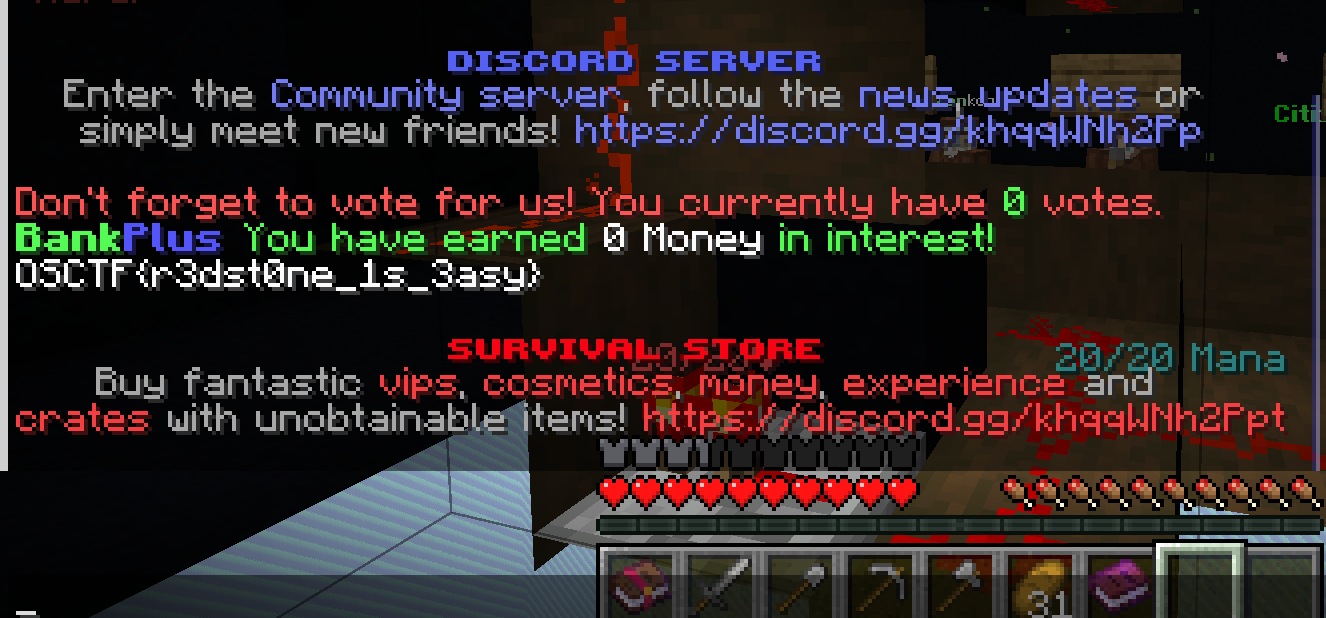 DISCORD SERVER
Enter the Community server, follow the news updates or
simply meet new friends! https://discord.gg/khqqWNh2Pp
Don't forget to vote for us! You currently have 0 votes.
BankPlus You have earned 0 Money in interest!
OSCTF{r3dst0ne_1s_3asy}
SURVIVAL STORE
20/20 Mana
Buy fantastic vips, cosmetics, money, experience and
crates with unobtainable items! https://discord.gg/khqqWNh2Ppt
31